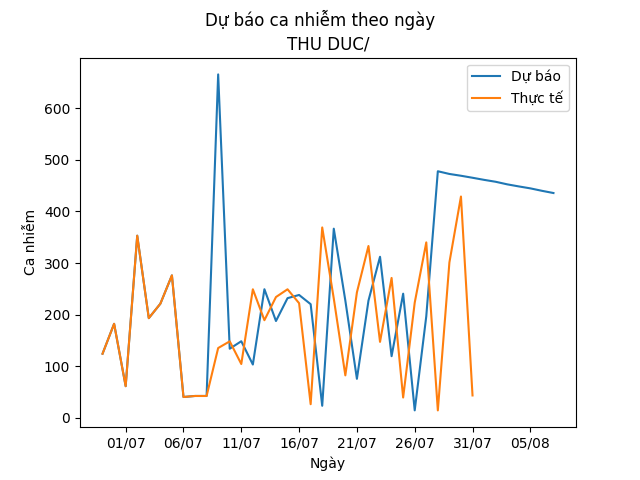 Dự báo ca nhiễm theo ngày
THU DUC/
Dự báo
Thực tế
Ca nhiễm
600
500
400
300
200
100
0
01/07 06/07 11/07 16/07 21/07 26/07 31/07 05/08
Ngày